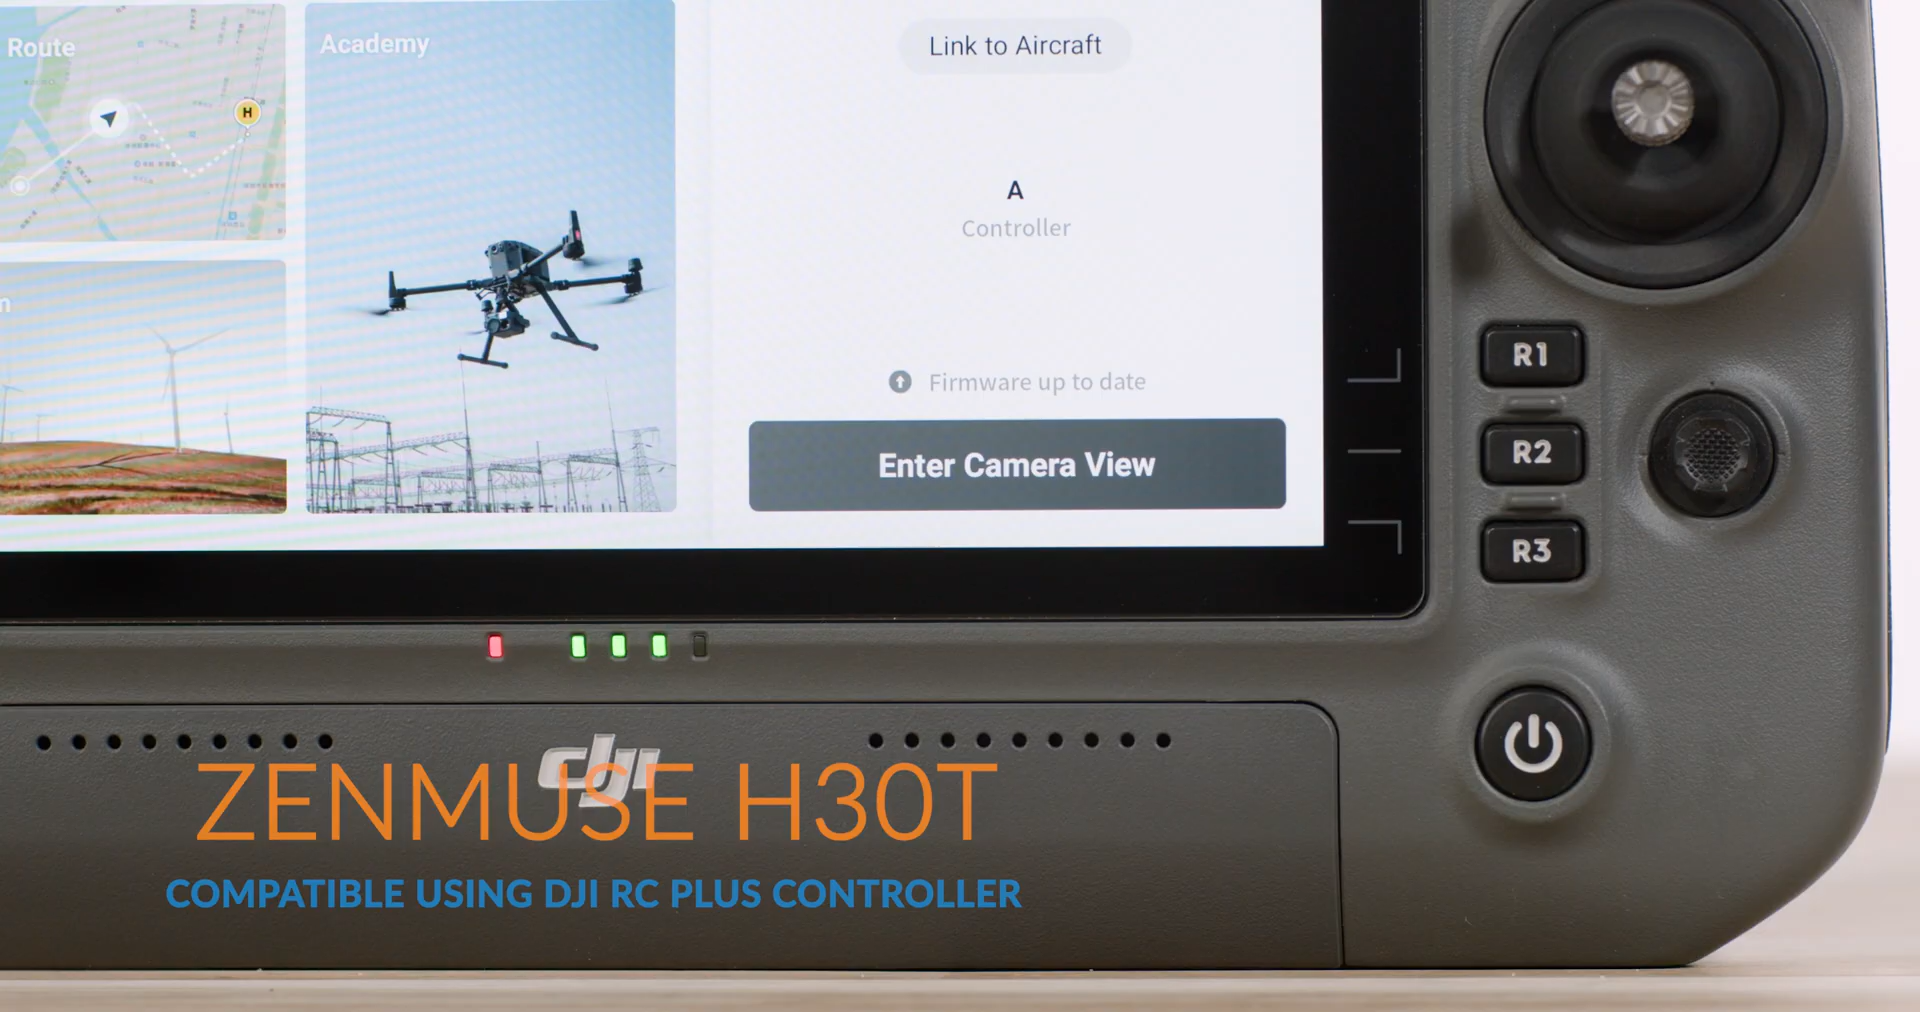 Route
Academy
Link to Aircraft
A
Controller
Firmware up to date
Enter Camera View
H
R1
R2
R3
dji
ZENMUSE H30T
COMPATIBLE USING DJI RC PLUS CONTROLLER